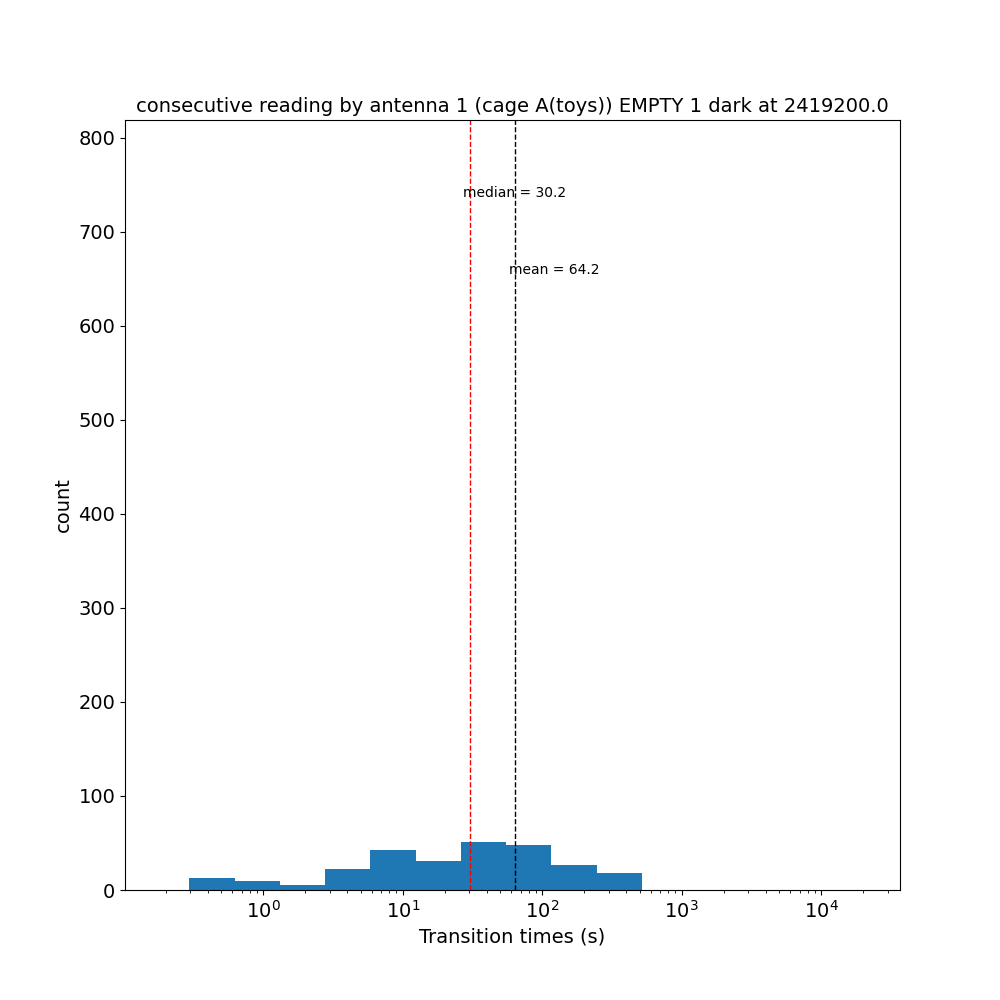 consecutive reading by antenna 1 (cage A(toys)) EMPTY 1 dark at 2419200.0
800
700
600
500
400
300
200
100
0
count
median = 30.2
mean = 64.2
10⁰ 10¹ 10² 10³ 10⁴
Transition times (s)